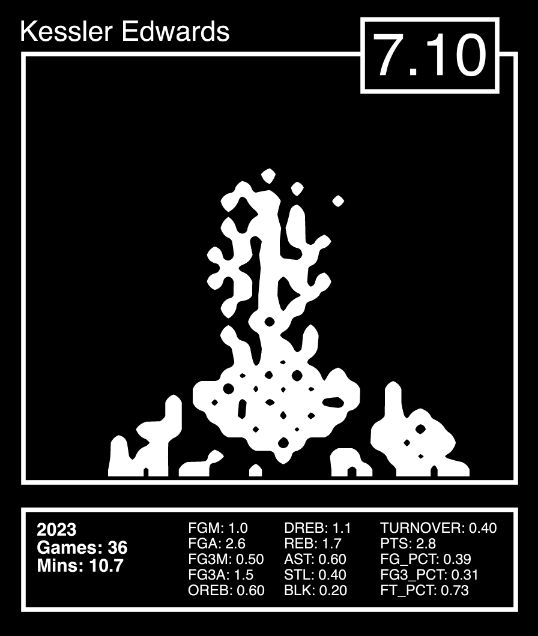 Kessler Edwards
7.10
2023
Games: 36
Mins: 10.7
FGM: 1.0
FGA: 2.6
FG3M: 0.50
FG3A: 1.5
OREB: 0.60
DREB: 1.1
REB: 1.7
AST: 0.60
STL: 0.40
BLK: 0.20
TURNOVER: 0.40
PTS: 2.8
FG_PCT: 0.39
FG3_PCT: 0.31
FT_PCT: 0.73